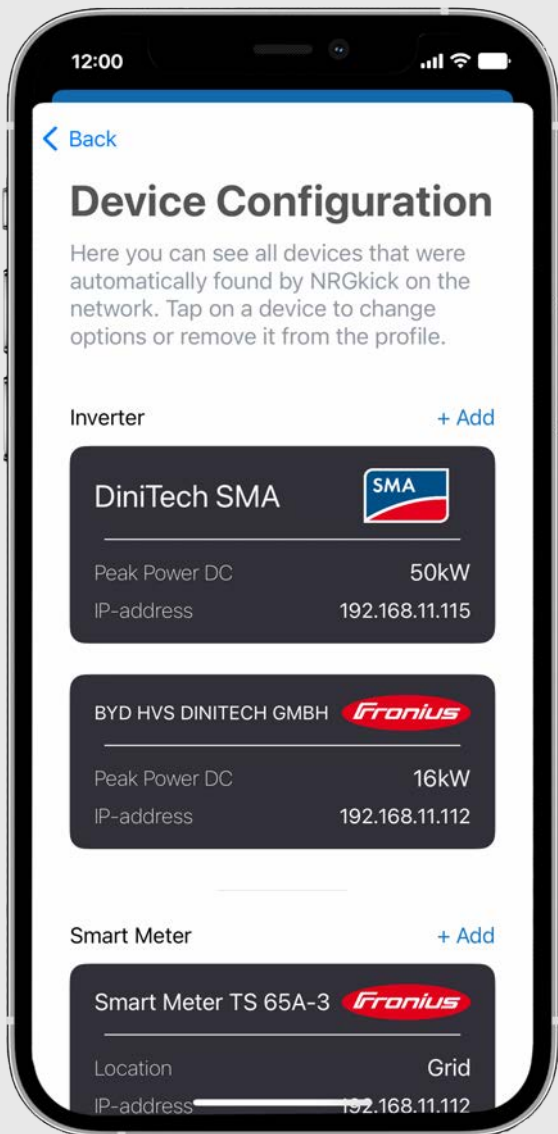 12:00
Back
Device Configuration
Here you can see all devices that were
automatically found by NRGkick on the
network. Tap on a device to change
options or remove it from the profile.
Inverter + Add
DiniTech SMA SMA
Peak Power DC 50kW
IP-address 192.168.11.115
BYD HVS DINITECH GMBH Fronius
Peak Power DC 16kW
IP-address 192.168.11.112
Smart Meter + Add
Smart Meter TS 65A-3 Fronius
Location Grid
IP-address 192.168.11.112